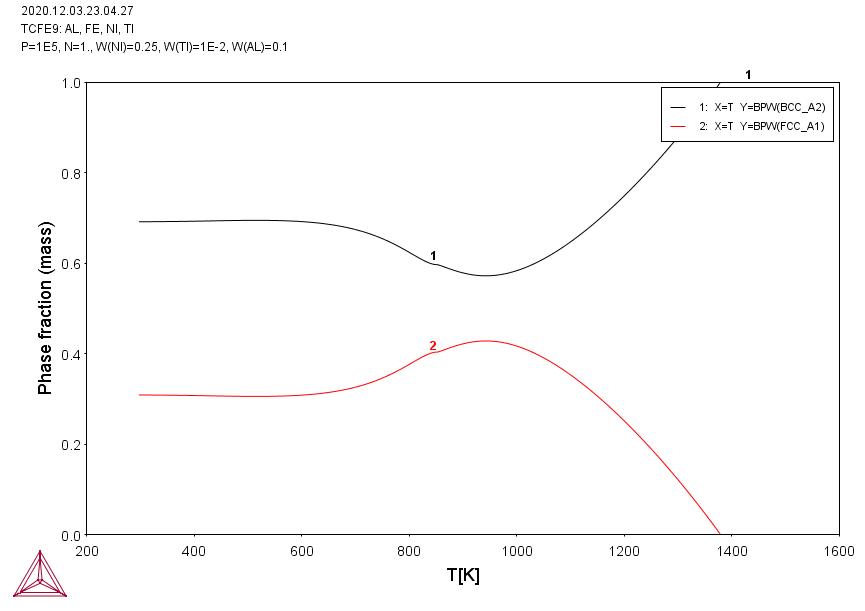 2020.12.03.23.04.27
TCFE9: AL, FE, NI, TI
P=1E5, N=1., W(NI)=0.25, W(TI)=1E-2, W(AL)=0.1
1
1: X=T Y=BPW(BCC_A2)
2: X=T Y=BPW(FCC_A1)
1.0
0.8
0.6
0.4
0.2
0.0
Phase fraction (mass)
1
2
200 400 600 800 1000 1200 1400 1600
T[K]